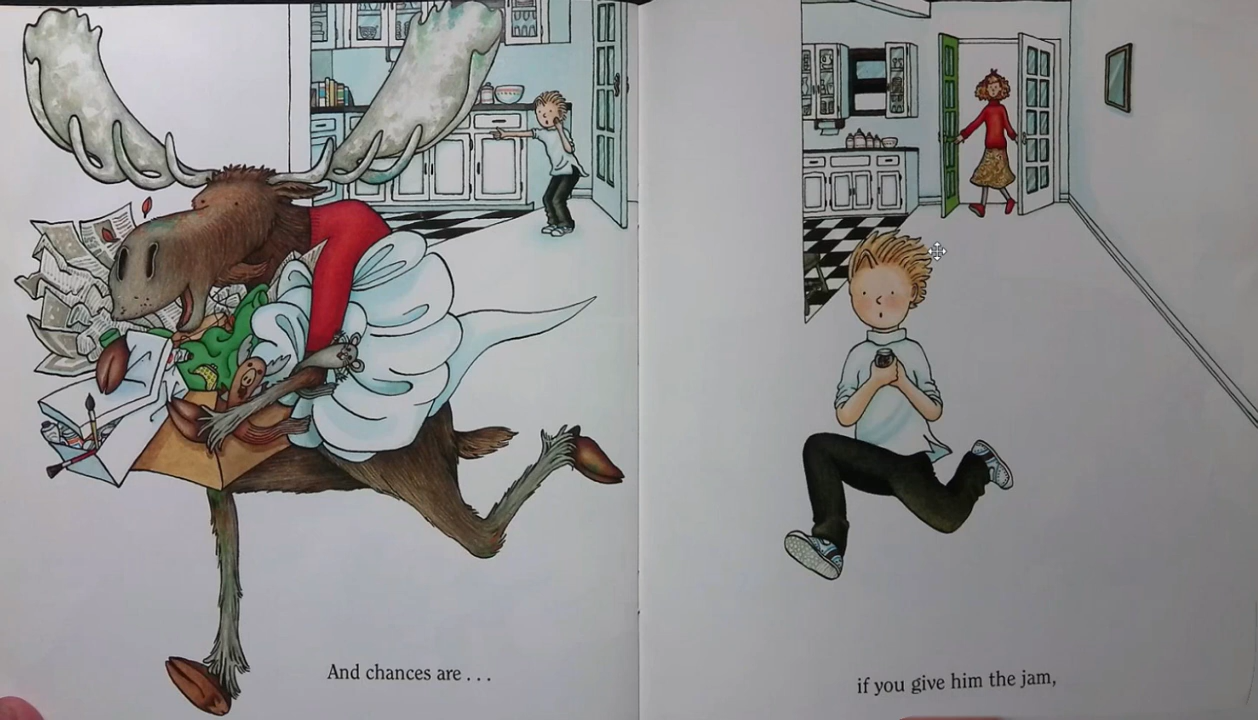 And chances are . . .
if you give him the jam,